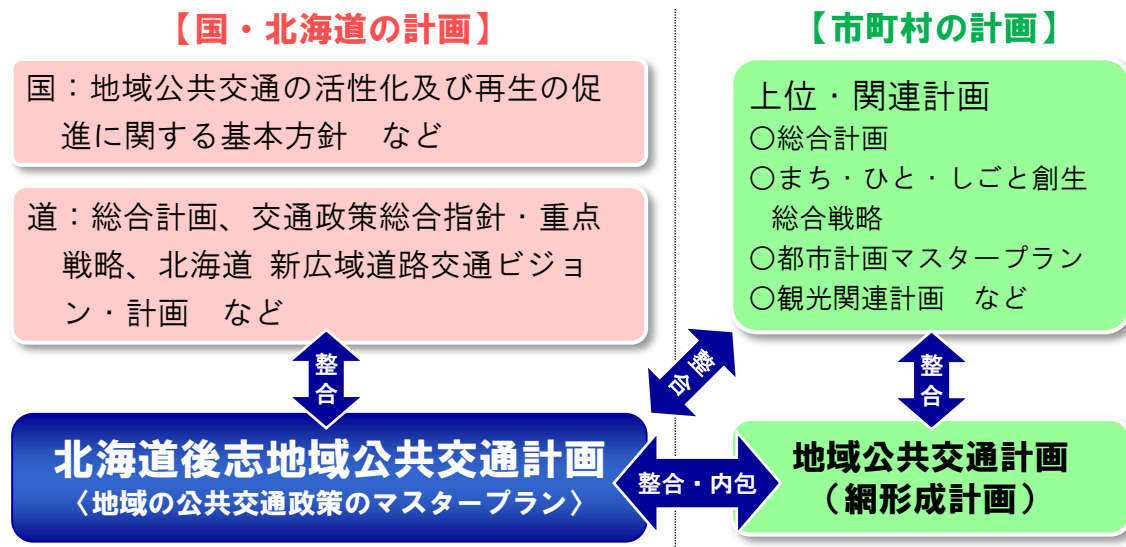 【国・北海道の計画】
国：地域公共交通の活性化及び再生の促
進に関する基本方針　など
道：総合計画、交通政策総合指針・重点
戦略、北海道 新広域道路交通ビジョ
ン・計画　など
整合
北海道後志地域公共交通計画
〈地域の公共交通政策のマスタープラン〉
整合
整合・内包
【市町村の計画】
上位・関連計画
〇総合計画
〇まち・ひと・しごと創生
総合戦略
〇都市計画マスタープラン
〇観光関連計画　など
整合
地域公共交通計画
（網形成計画）